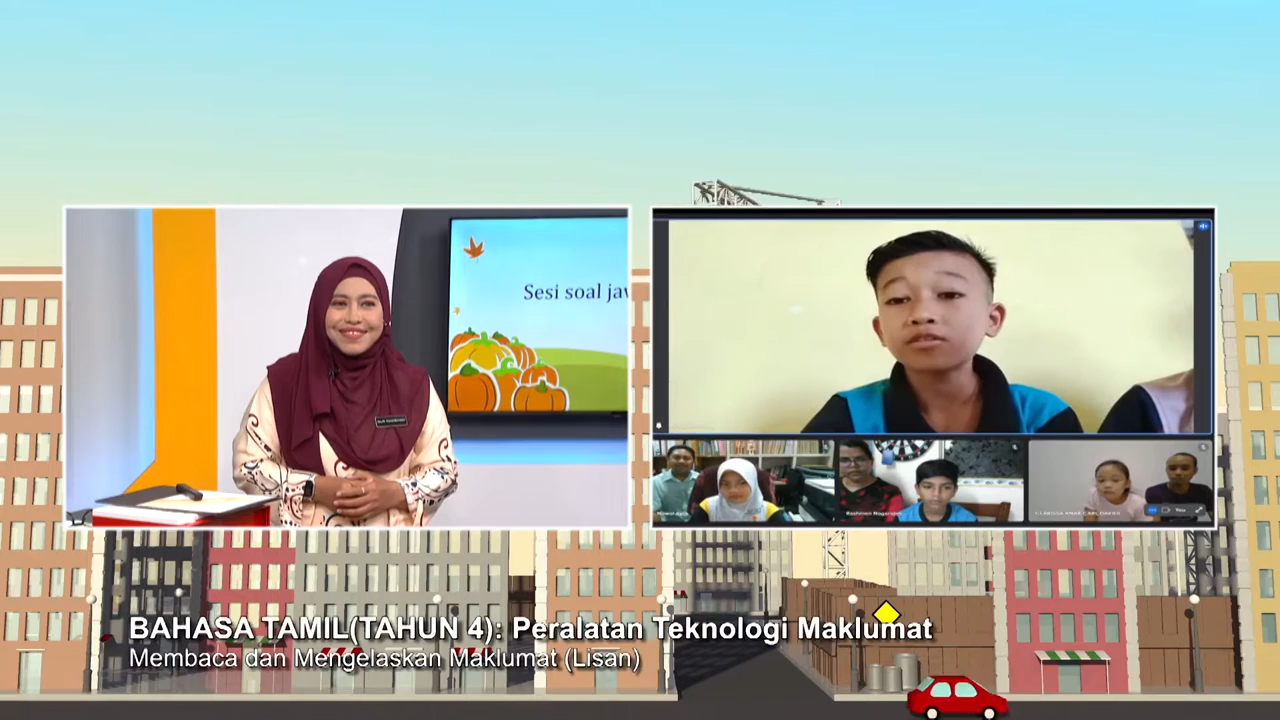 Sesi soal jaw
BAHASA TAMIL(TAHUN 4): Peralatan Teknologi Maklumat
Membaca dan Mengelaskan Maklumat (Lisan)